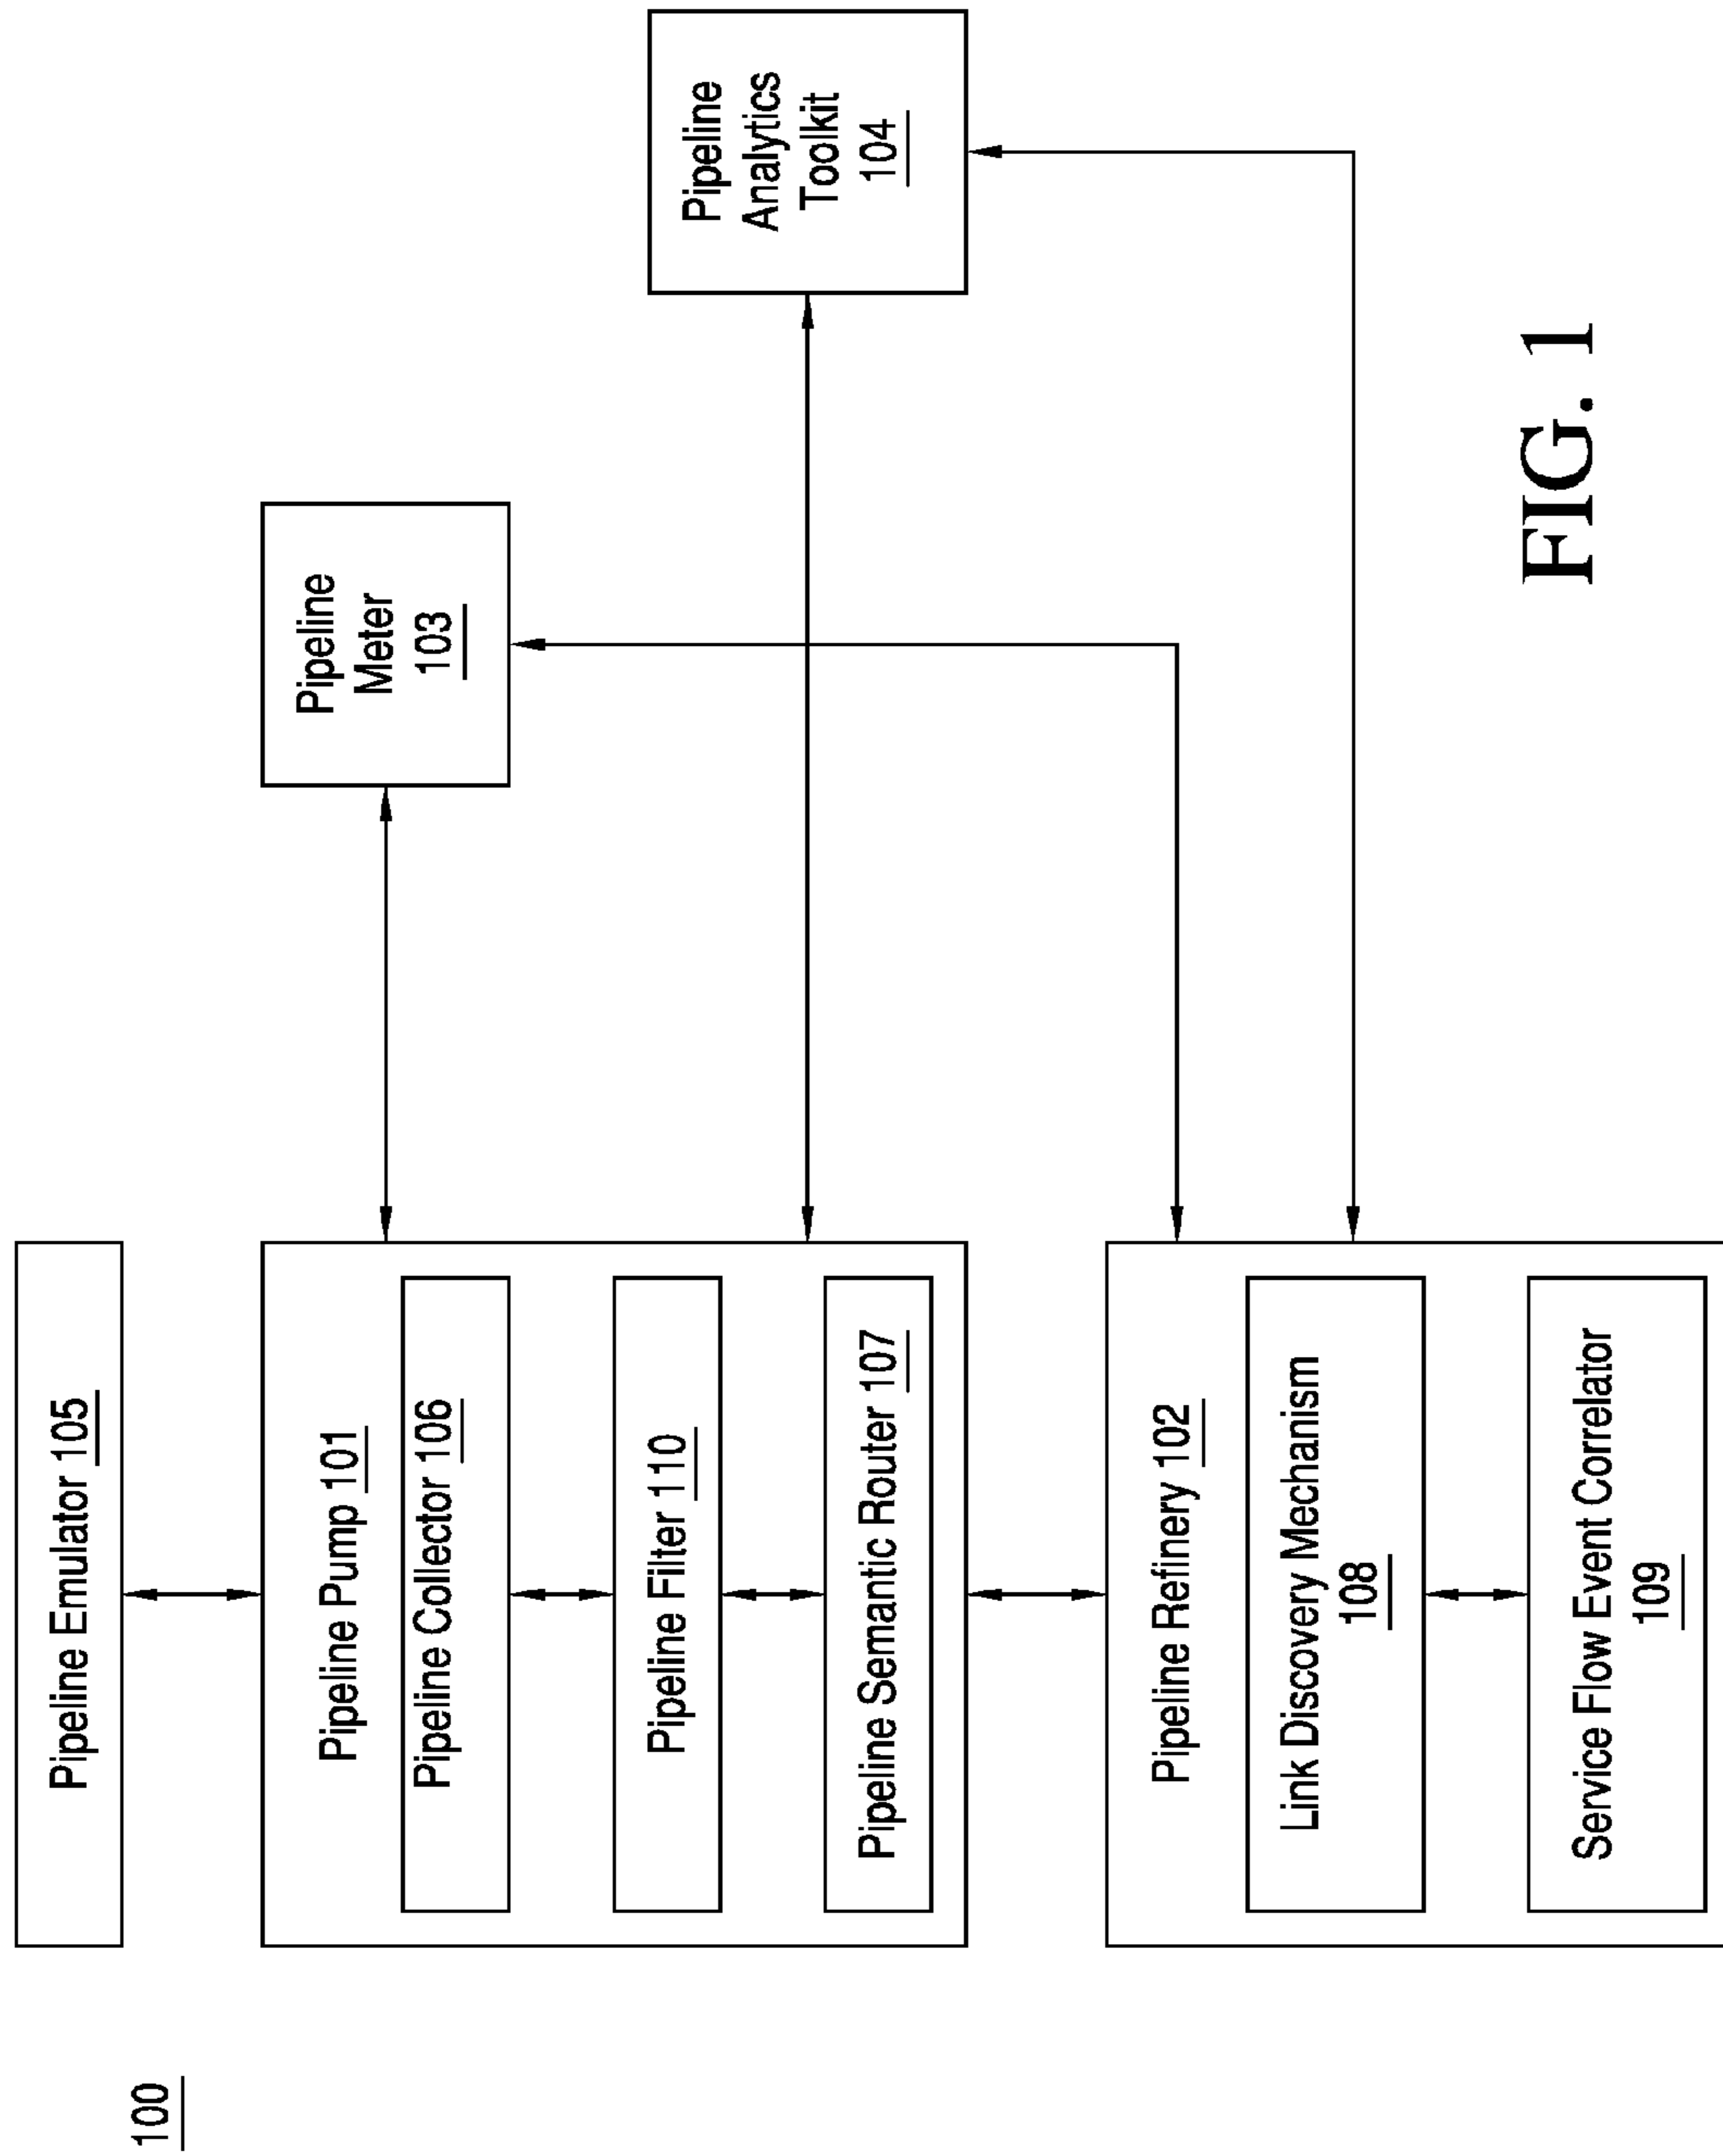 100
Pipeline Emulator 105
Pipeline Pump 101
Pipeline Collector 106
Pipeline Filter 110
Pipeline Semantic Router 107
Pipeline Refinery 102
Link Discovery Mechanism
108
Service Flow Event Correlator
109
Pipeline
Meter
103
Pipeline
Analytics
Toolkit
104
FIG. 1